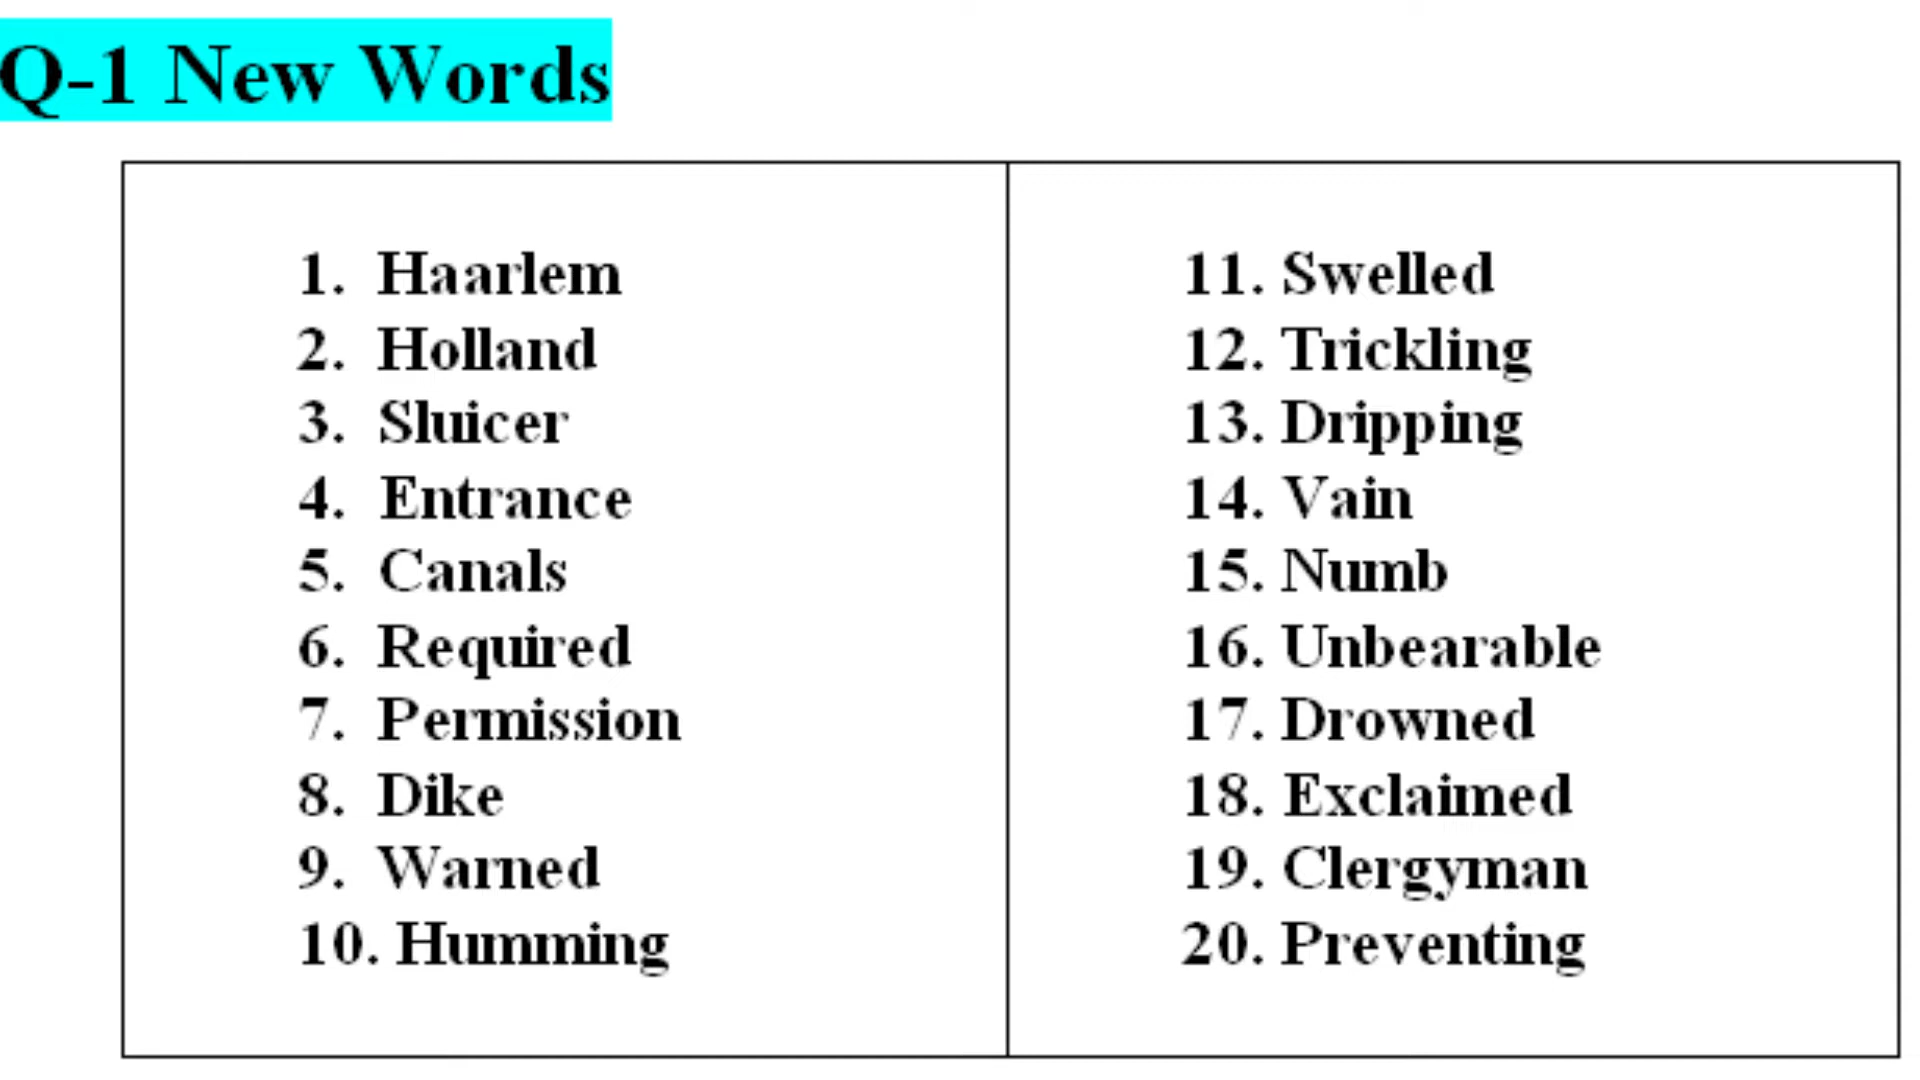 Q-1 New Words
1. Haarlem
2. Holland
3. Sluicer
4. Entrance
5. Canals
6. Required
7. Permission
8. Dike
9. Warned
10. Humming
11. Swelled
12. Trickling
13. Dripping
14. Vain
15. Numb
16. Unbearable
17. Drowned
18. Exclaimed
19. Clergyman
20. Preventing